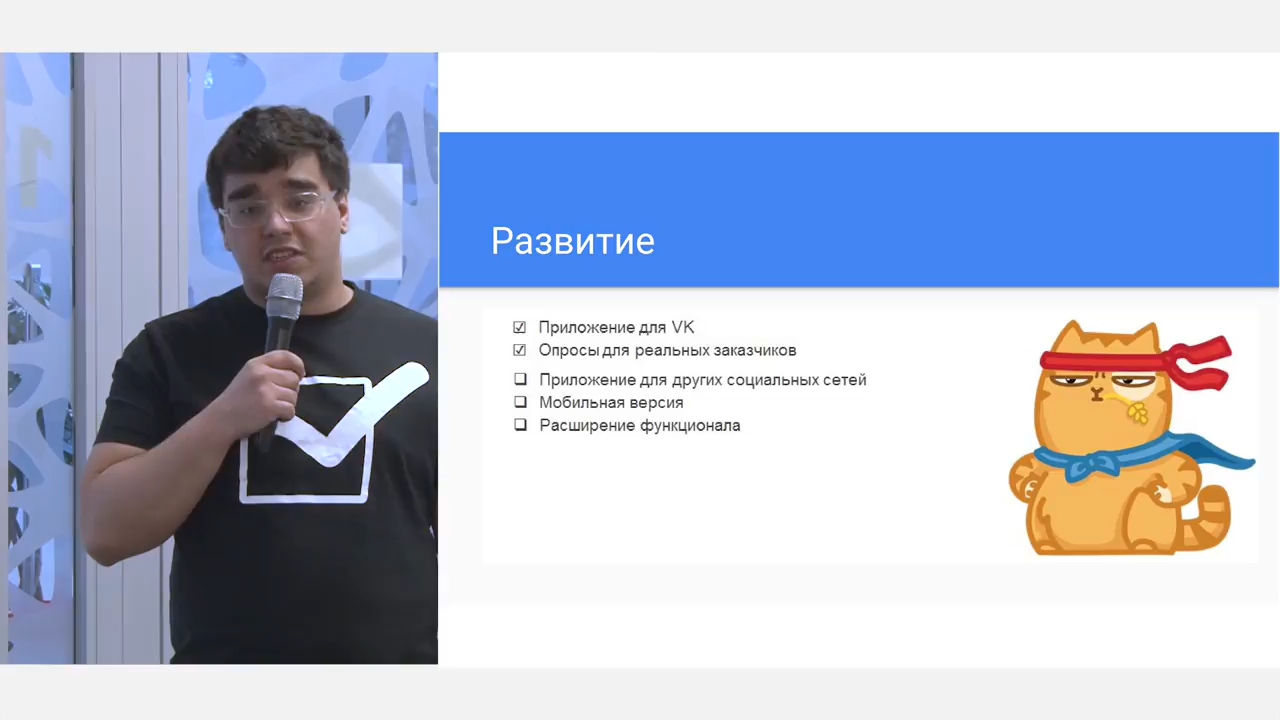 Развитие
Приложение для VK
Опросы для реальных заказчиков
Приложение для других социальных сетей
Мобильная версия
Расширение функционала